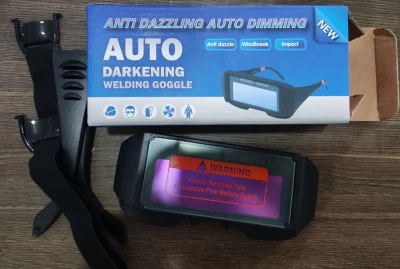 ANTI DAZZLING AUTO DIMMING
NEW
AUTO
DARKENING
WELDING GOGGLE
Anti dazzle
Windbreak
Impact
WARNING
Please Remove This
Protective Film Before Using